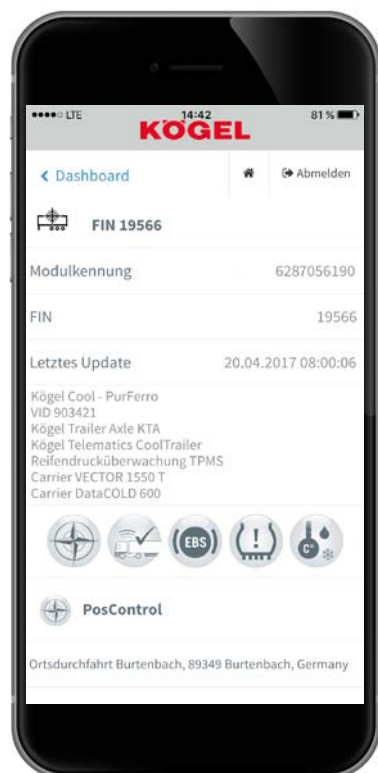 ●●●●○ LTE 14:42 81 %
KÖGEL
Dashboard Abmelden
FIN 19566
Modulkennung 6287056190
FIN 19566
Letztes Update 20.04.2017 08:00:06
Kögel Cool - PurFerro
VID 903421
Kögel Trailer Axle KTA
Kögel Telematics CoolTrailer
Reifendrucküberwachung TPMS
Carrier VECTOR 1550 T
Carrier DataCOLD 600
EBS ! C°
PosControl
Ortsdurchfahrt Burtenbach, 89349 Burtenbach, Germany